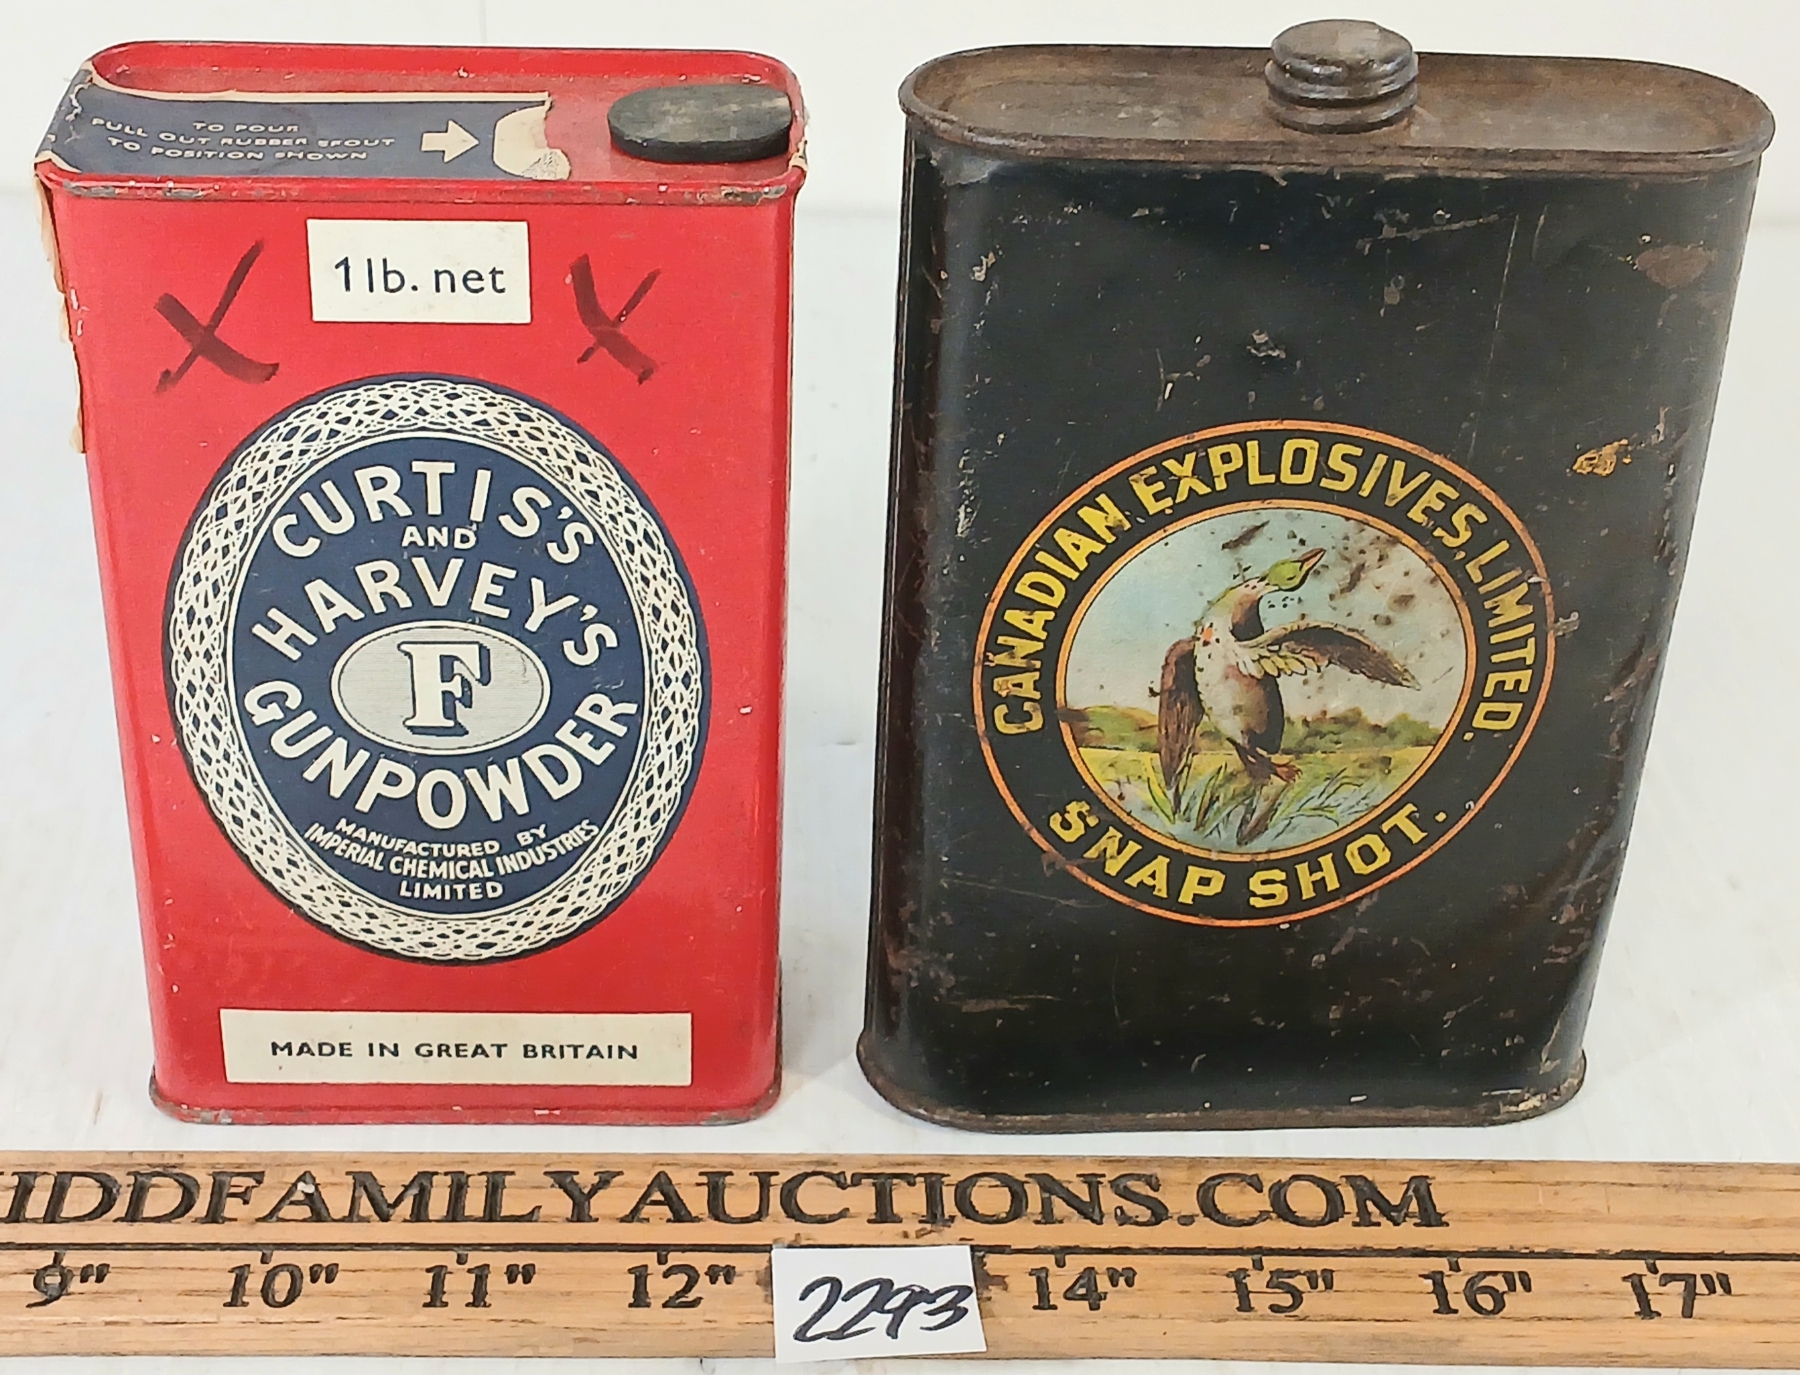 TO POUR
PULL OUT RUBBER SPOUT
TO POSITION SHOWN
1 lb. net
CURTIS'S
AND
HARVEY'S
F
GUNPOWDER
MANUFACTURED BY
IMPERIAL CHEMICAL INDUSTRIES
LIMITED
MADE IN GREAT BRITAIN
CANADIAN EXPLOSIVES, LIMITED.
SNAP SHOT.
IDDFAMILYAUCTIONS.COM
9" 10" 11" 12" 14" 15" 16" 17"
2293